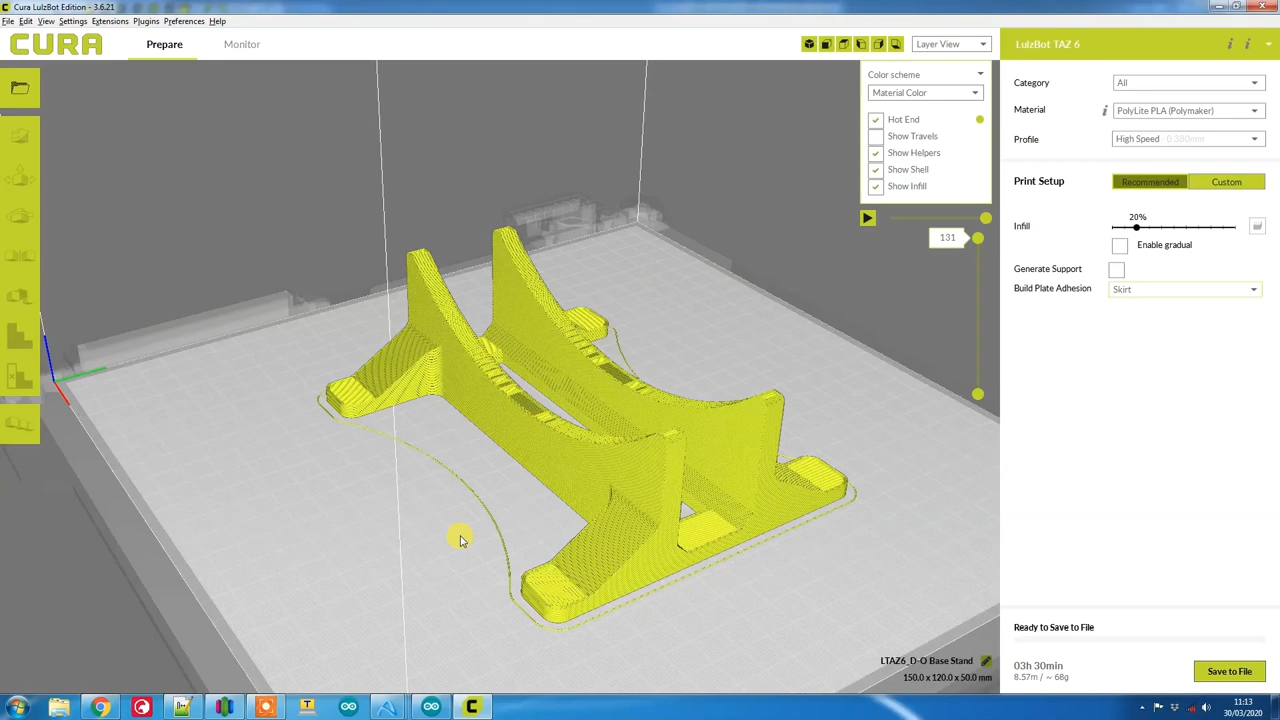 Cura LulzBot Edition - 3.6.21
File Edit View Settings Extensions Plugins Preferences Help
CURA
Prepare
Monitor
Layer View
LulzBot TAZ 6
Color scheme
Material Color
Hot End
Show Travels
Show Helpers
Show Shell
Show Infill
131
Category
All
Material
PolyLite PLA (Polymaker)
Profile
High Speed 0.380mm
Print Setup
Recommended
Custom
20%
Infill
Enable gradual
Generate Support
Build Plate Adhesion
Skirt
LTAZ6_D-O Base Stand
150.0 x 120.0 x 50.0 mm
Ready to Save to File
03h 30min
8.57m / ~ 68g
Save to File
11:13
30/03/2020